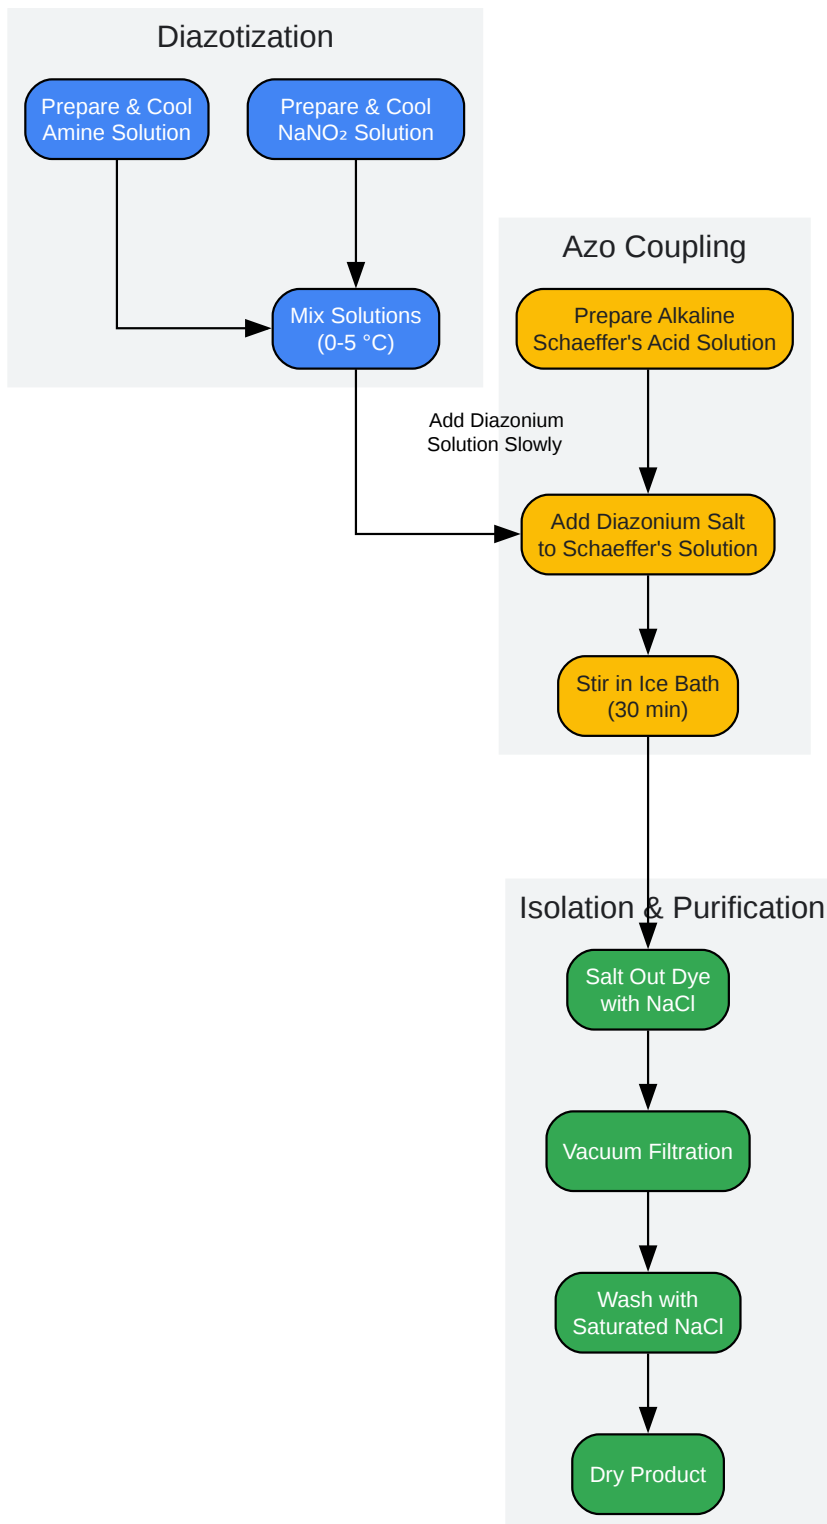 Diazotization
Prepare & Cool
Amine Solution
Prepare & Cool
NaNO₂ Solution
Mix Solutions
(0-5 °C)
Azo Coupling
Prepare Alkaline
Schaeffer's Acid Solution
Add Diazonium
Solution Slowly
Add Diazonium Salt
to Schaeffer's Solution
Stir in Ice Bath
(30 min)
Isolation & Purification
Salt Out Dye
with NaCl
Vacuum Filtration
Wash with
Saturated NaCl
Dry Product